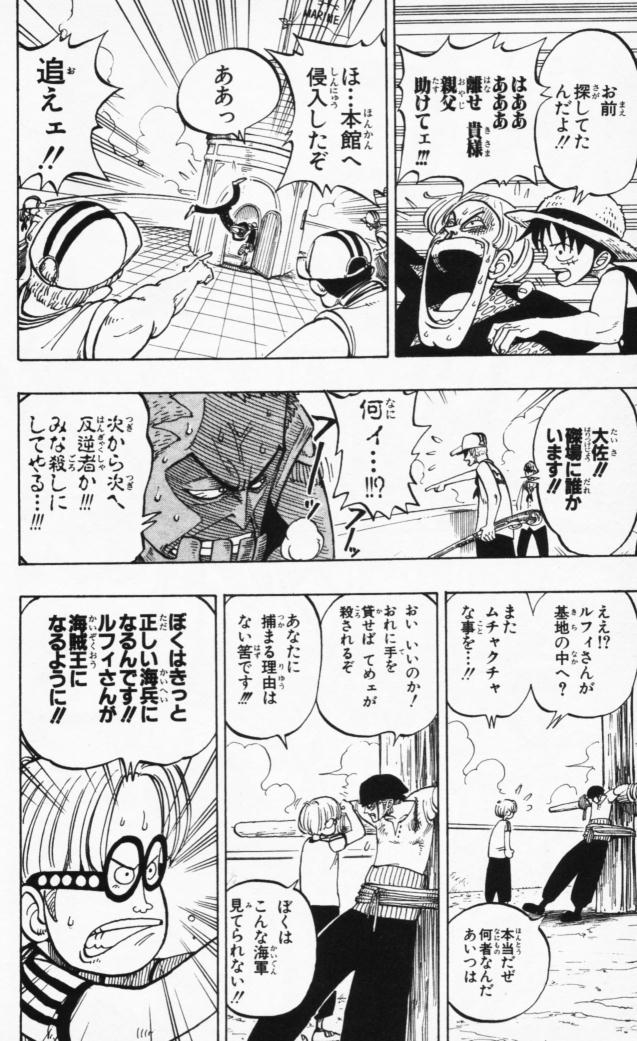 お前
探してた
んだよ!!
はああ
あああ
離せ 貴様
親父
助けてェ!!!
ほ…本館へ
侵入したぞ
ああっ
追えェ!!
MARINE
大佐!!
磔場に誰か
います!!
何ィ…!!?
次から次へ
反逆者か!!!
みな殺しに
してやる…!!!
ええ!?
ルフィさんが
基地の中へ?
また
ムチャクチャ
な事を…!!
本当だぜ
何者なんだ
あいつは
おい いいのか!
おれに手を
貸せば てめェが
殺されるぞ
あなたに
捕まる理由は
ない筈です!!!
ぼくは
こんな海軍
見てられない!!
ぼくはきっと
正しい海兵に
なるんです!!
ルフィさんが
海賊王に
なるように!!